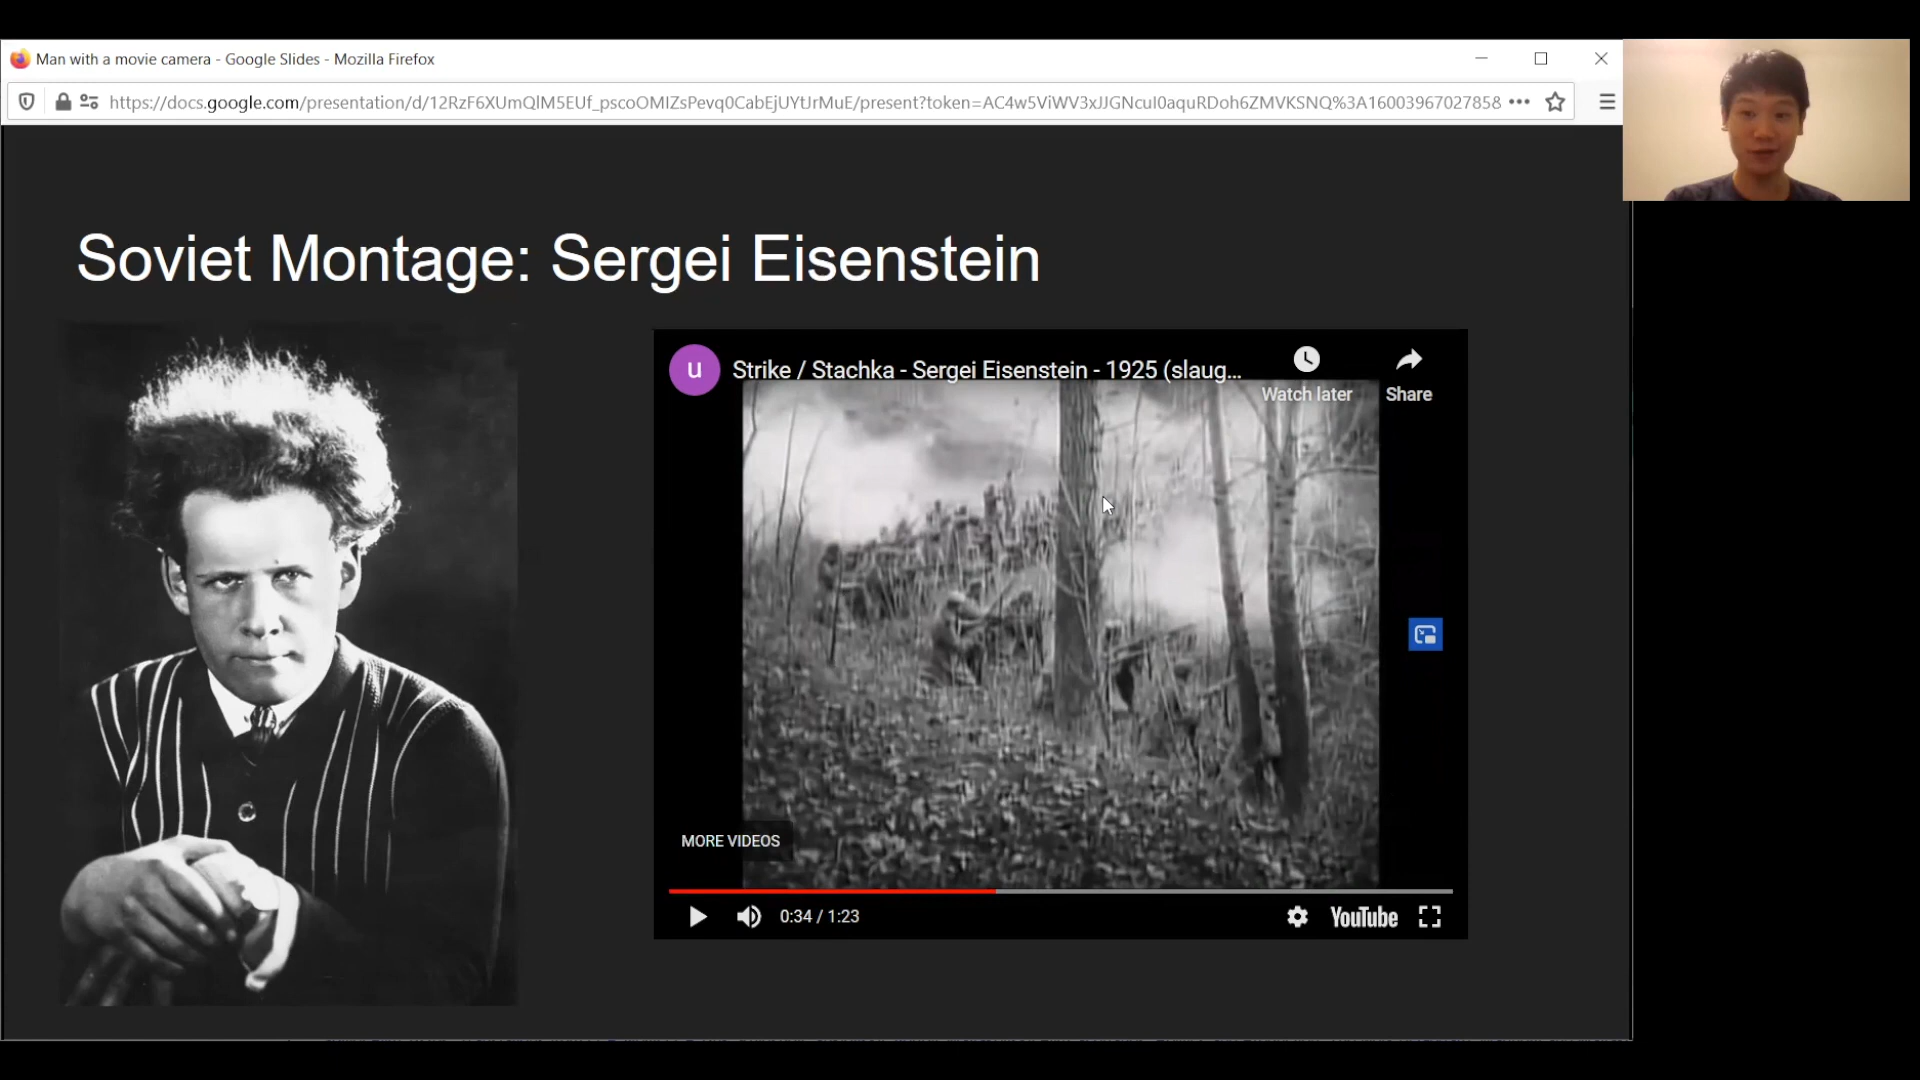 Man with a movie camera - Google Slides - Mozilla Firefox
https://docs.google.com/presentation/d/12RzF6XUmQlM5EUf_pscoOMIZsPevq0CabEjUYtJrMuE/present?token=AC4w5ViWV3xJJGNcuI0aquRDoh6ZMVKSNQ%3A16003967027858
Soviet Montage: Sergei Eisenstein
u
Strike / Stachka - Sergei Eisenstein - 1925 (slaug...
Watch later
Share
MORE VIDEOS
0:34 / 1:23
YouTube